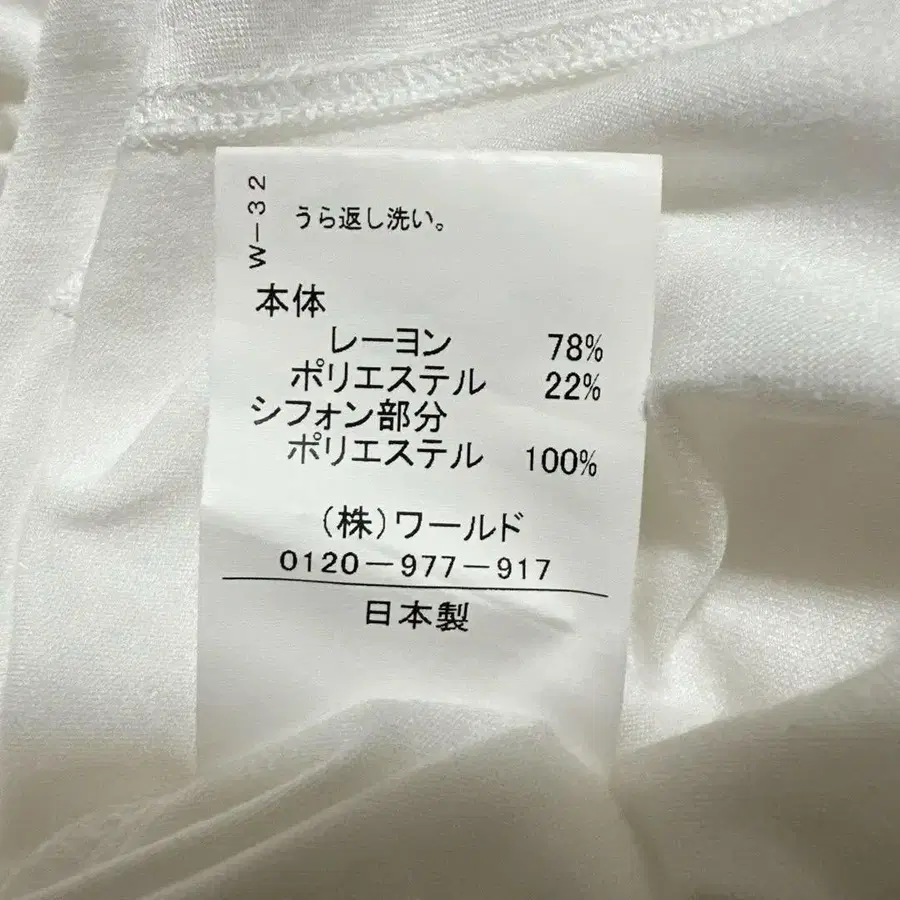 W-32
うら返し洗い。
本体
レーヨン 78%
ポリエステル 22%
シフォン部分
ポリエステル 100%
(株)ワールド
0120-977-917
日本製